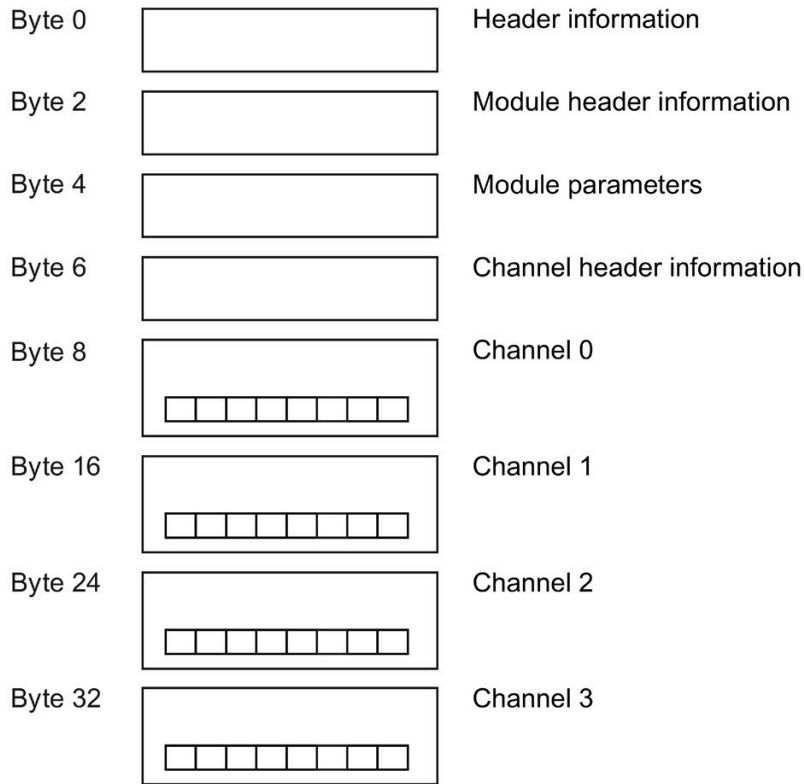 Byte 0 Header information
Byte 2 Module header information
Byte 4 Module parameters
Byte 6 Channel header information
Byte 8 Channel 0
Byte 16 Channel 1
Byte 24 Channel 2
Byte 32 Channel 3